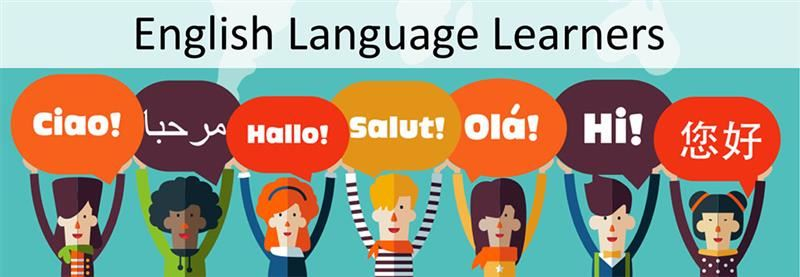 English Language Learners
Ciao!
مرحبا
Hallo!
Salut!
Olá!
Hi!
您好